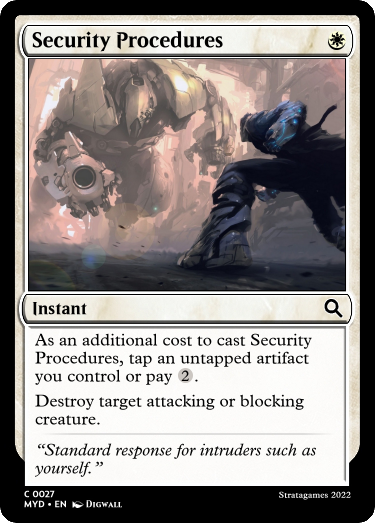 Security Procedures
Instant
As an additional cost to cast Security
Procedures, tap an untapped artifact
you control or pay 2.
Destroy target attacking or blocking
creature.
“Standard response for intruders such as
yourself.”
C 0027
MYD • EN Digwall
Stratagames 2022